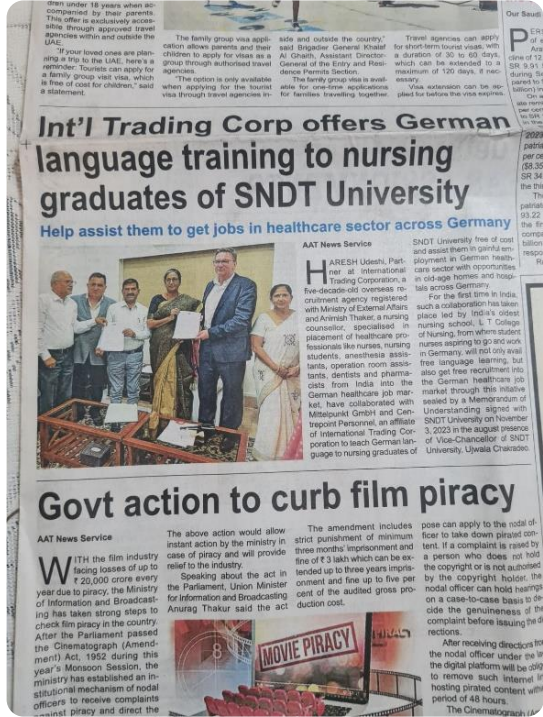 dren under 18 years when ac-
companied by their parents.
This offer is exclusively acces-
sible through approved travel
agencies within and outside the
UAE.
"If your loved ones are plan-
ning a trip to the UAE, here's a
reminder: Tourists can apply for
a family group visit visa, which
is free of cost for children," said
a statement.
The family group visa appli-
cation allows parents and their
children to apply for visas as a
group through authorised travel
agencies.
"The option is only available
when applying for the tourist
visa through travel agencies in-
side and outside the country,"
said Brigadier General Khalaf
Al Ghaith, Assistant Director-
General of the Entry and Resi-
dence Permits Section.
The family group visa is avail-
able for one-time applications
for families travelling together.
Travel agencies can apply
for short-term tourist visas, with
a duration of 30 to 60 days,
which can be extended to a
maximum of 120 days, if nec-
essary.
Visa extension can be ap-
plied for before the visa expires.
Our Saudi
Int'l Trading Corp offers German
language training to nursing
graduates of SNDT University
Help assist them to get jobs in healthcare sector across Germany
AAT News Service
HARESH Udeshi, Part-
ner at International
Trading Corporation, a
five-decade-old overseas re-
cruitment agency registered
with Ministry of External Affairs
and Animish Thaker, a nursing
counsellor, specialised in
placement of healthcare pro-
fessionals like nurses, nursing
students, anesthesia assis-
tants, operation room assis-
tants, dentists and pharma-
cists from India into the
German healthcare job mar-
ket, have collaborated with
Mittelpunkt GmbH and Cen-
trepoint Personnel, an affiliate
of International Trading Cor-
poration to teach German lan-
guage to nursing graduates of
SNDT University free of cost
and assist them in gainful em-
ployment in German health-
care sector with opportunities
in old-age homes and hospi-
tals across Germany.
For the first time in India,
such a collaboration has taken
place led by India's oldest
nursing school, L T College
of Nursing, from where student
nurses aspiring to go and work
in Germany, will not only avail
free language learning, but
also get free recruitment into
the German healthcare job
market through this initiative
sealed by a Memorandum of
Understanding signed with
SNDT University on November
3, 2023 in the august presence
of Vice-Chancellor of SNDT
University, Ujwala Chakradeo.
Govt action to curb film piracy
AAT News Service
WITH the film industry
facing losses of up to
₹ 20,000 crore every
year due to piracy, the Ministry
of Information and Broadcast-
ing has taken strong steps to
check film piracy in the country.
After the Parliament passed
the Cinematograph (Amend-
ment) Act, 1952 during this
year's Monsoon Session, the
ministry has established an in-
stitutional mechanism of nodal
officers to receive complaints
against piracy and direct the
The above action would allow
instant action by the ministry in
case of piracy and will provide
relief to the industry.
Speaking about the act in
the Parliament, Union Minister
for Information and Broadcasting
Anurag Thakur said the act
The amendment includes
strict punishment of minimum
three months' imprisonment and
fine of ₹ 3 lakh which can be ex-
tended up to three years impris-
onment and fine up to five per
cent of the audited gross pro-
duction cost.
MOVIE PIRACY
8
pose can apply to the nodal of-
ficer to take down pirated con-
tent. If a complaint is raised by
a person who does not hold
the copyright or is not authorised
by the copyright holder, the
nodal officer can hold hearings
on a case-to-case basis to de-
cide the genuineness of the
complaint before issuing the di-
rections.
After receiving directions from
the nodal officer under the law
the digital platform will be oblig
to remove such internet lin
hosting pirated content with
period of 48 hours.
The Cinematograph (A